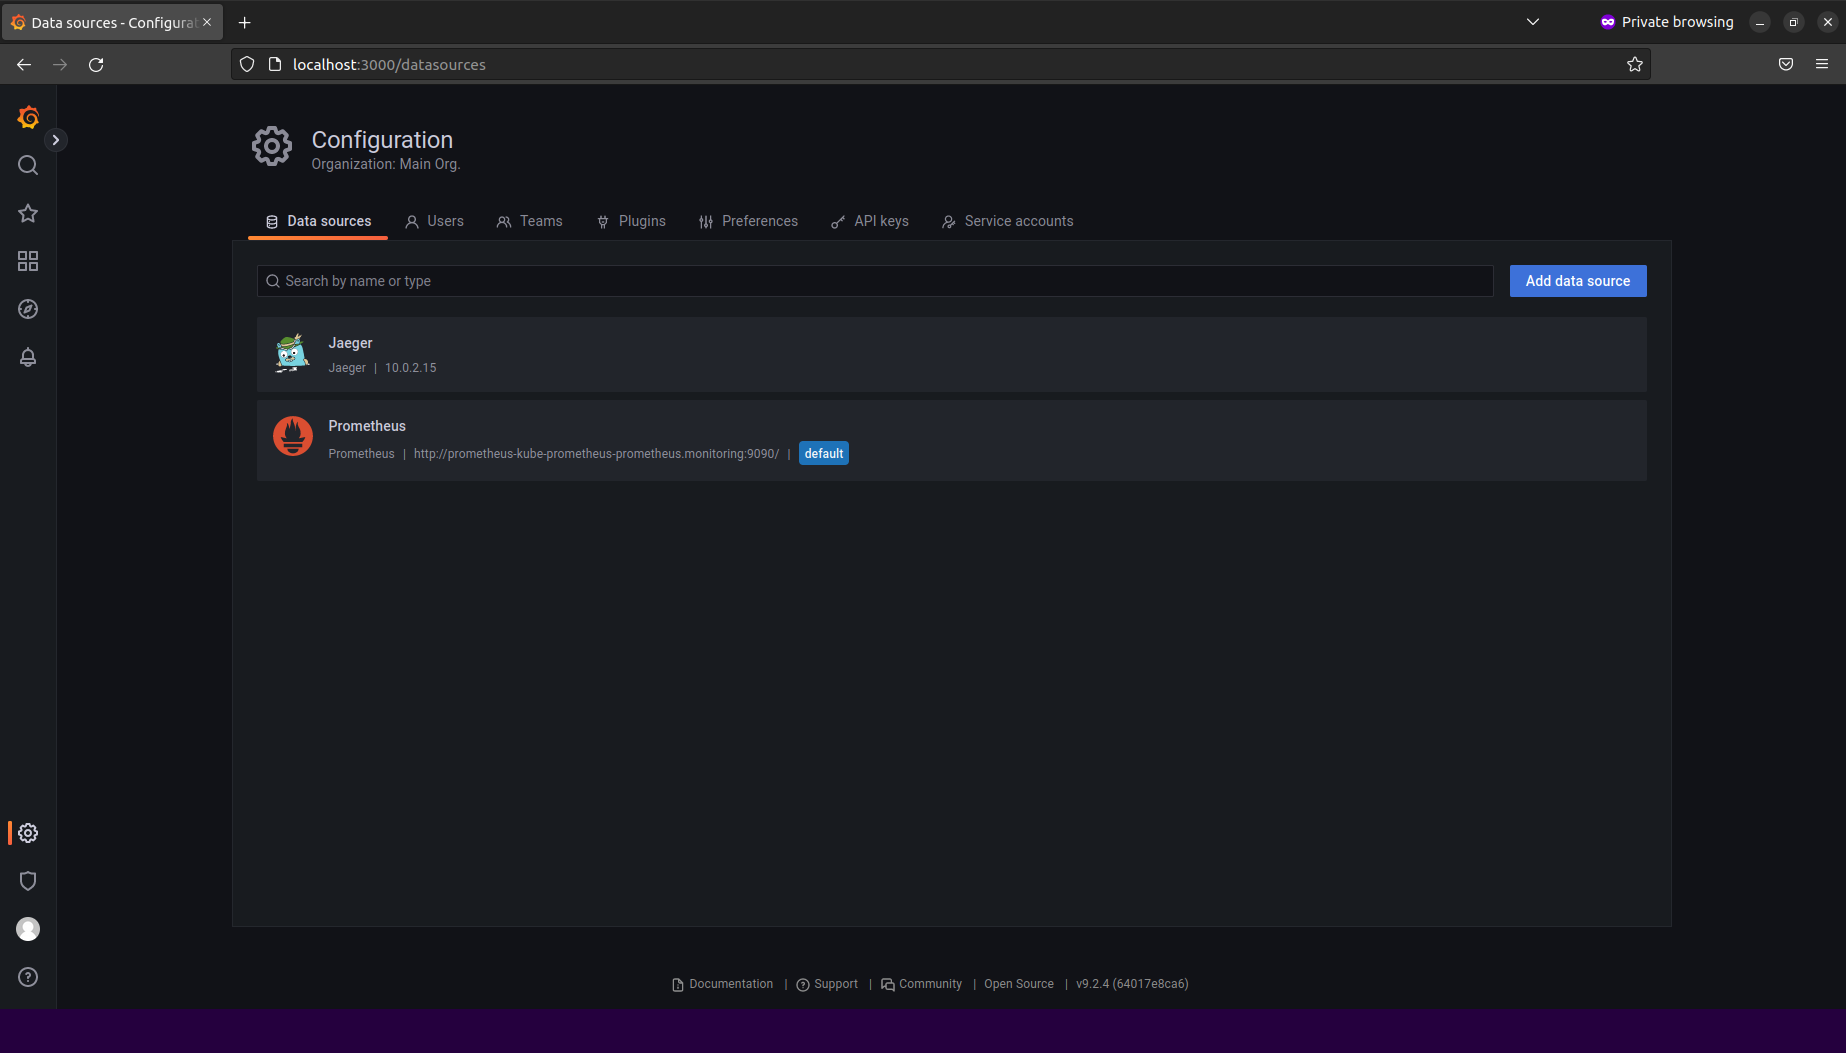 Data sources - Configurat
Private browsing
localhost:3000/datasources
Configuration
Organization: Main Org.
Data sources Users Teams Plugins Preferences API keys Service accounts
Search by name or type
Add data source
Jaeger
Jaeger | 10.0.2.15
Prometheus
Prometheus | http://prometheus-kube-prometheus-prometheus.monitoring:9090/ | default
Documentation | Support | Community | Open Source | v9.2.4 (64017e8ca6)